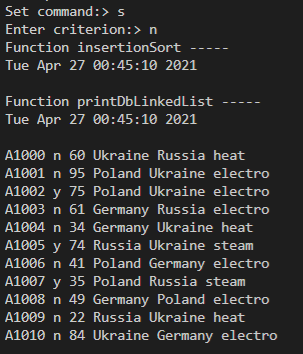 Set command:> s
Enter criterion:> n
Function insertionSort -----
Tue Apr 27 00:45:10 2021
Function printDbLinkedList -----
Tue Apr 27 00:45:10 2021
A1000 n 60 Ukraine Russia heat
A1001 n 95 Poland Ukraine electro
A1002 y 75 Poland Ukraine electro
A1003 n 61 Germany Russia electro
A1004 n 34 Germany Ukraine heat
A1005 y 74 Russia Ukraine steam
A1006 n 41 Poland Germany electro
A1007 y 35 Poland Russia steam
A1008 n 49 Germany Poland electro
A1009 n 22 Russia Ukraine heat
A1010 n 84 Ukraine Germany electro